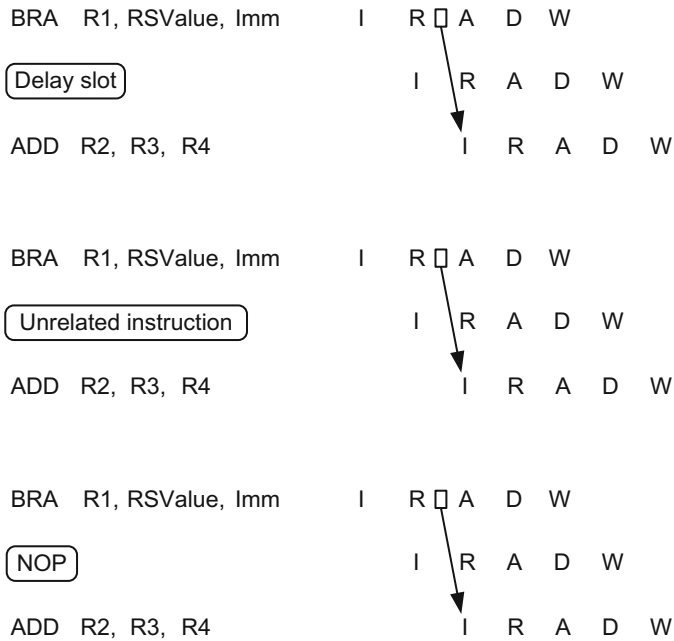 BRA R1, RSValue, Imm I R A D W
Delay slot I R A D W
ADD R2, R3, R4 I R A D W
BRA R1, RSValue, Imm I R A D W
Unrelated instruction I R A D W
ADD R2, R3, R4 I R A D W
BRA R1, RSValue, Imm I R A D W
NOP I R A D W
ADD R2, R3, R4 I R A D W